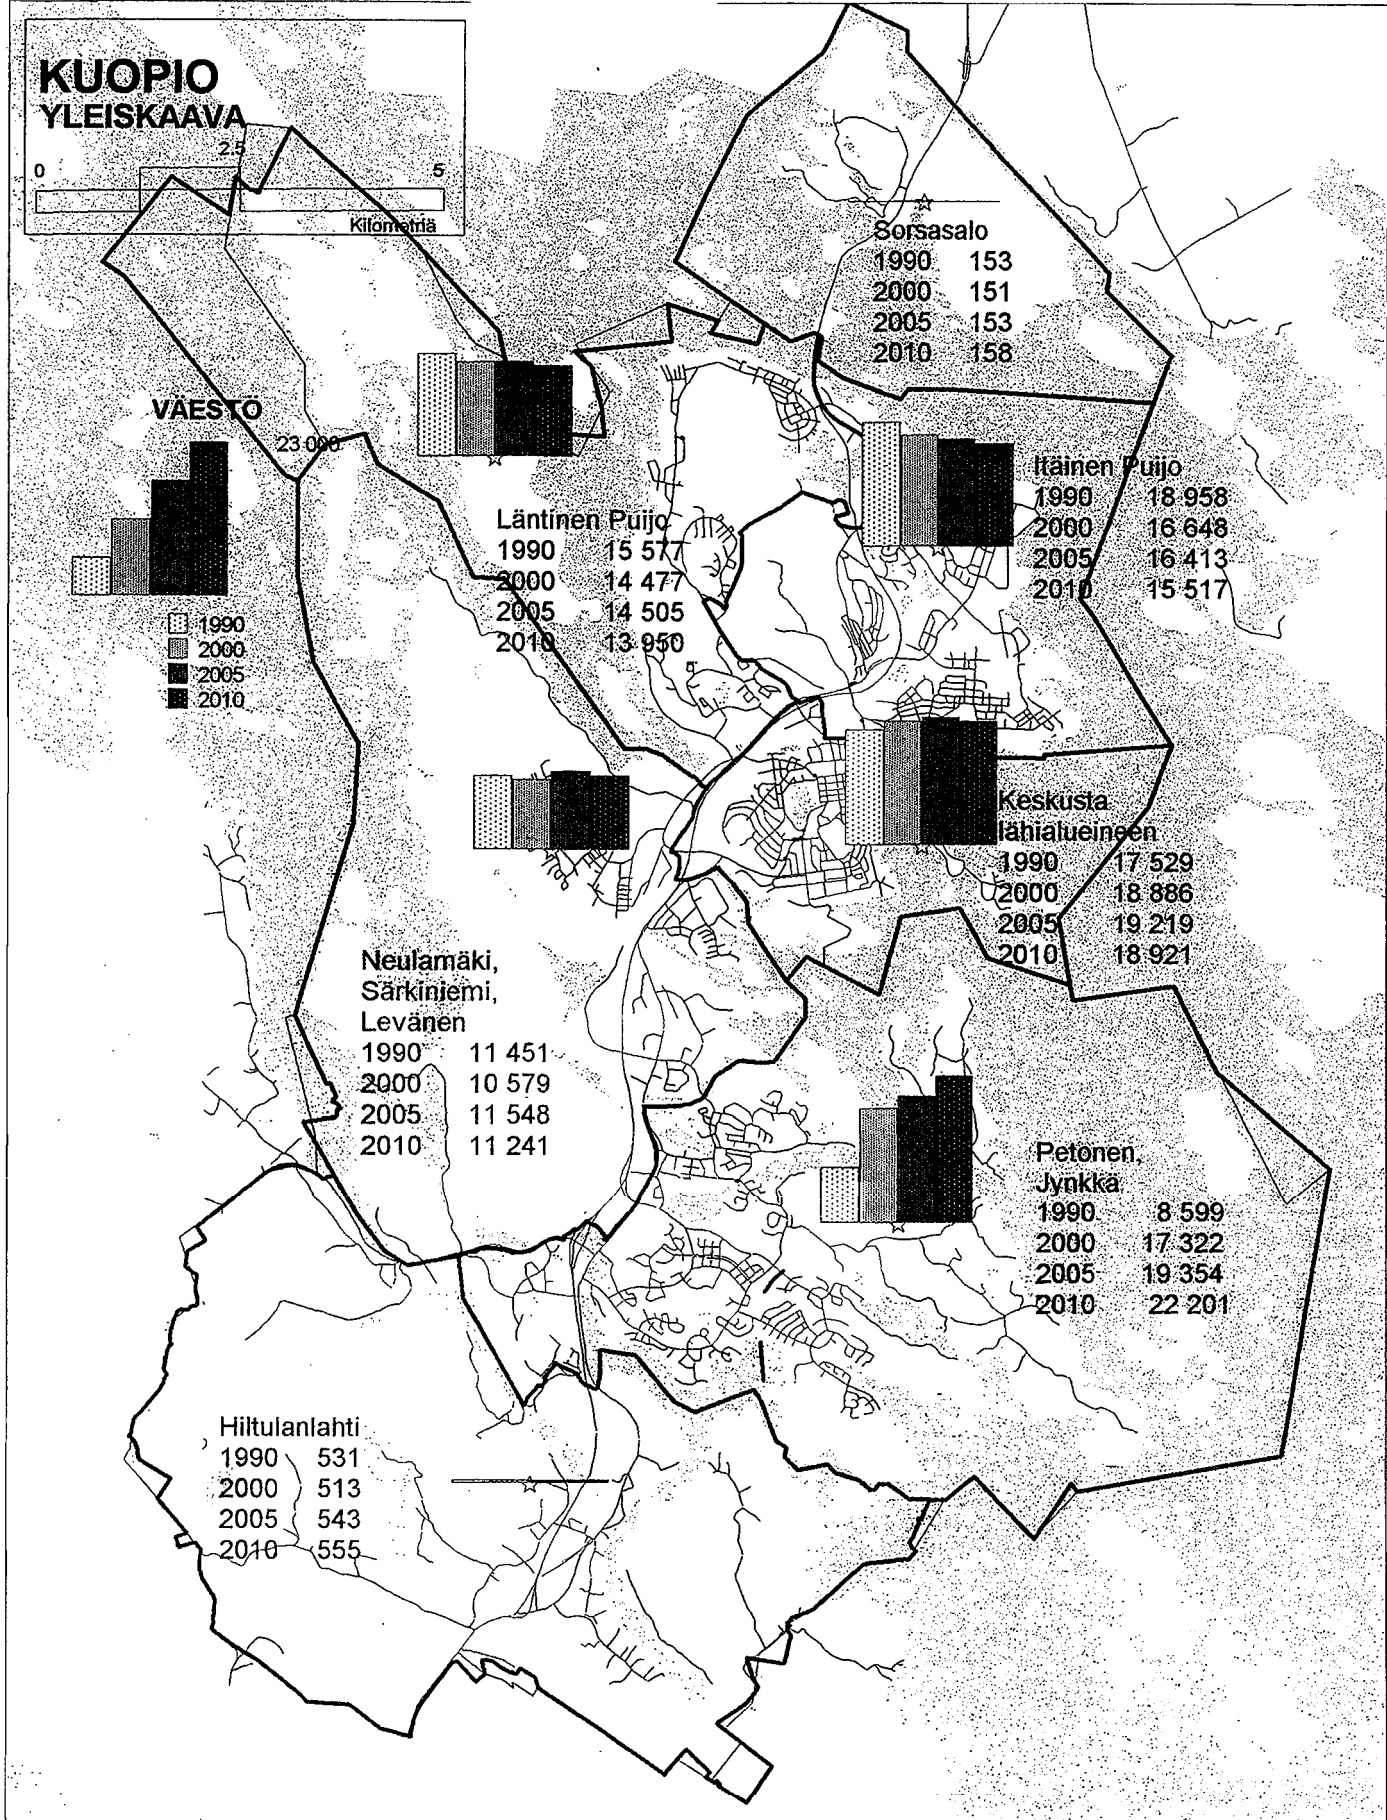 KUOPIO
YLEISKAAVA
0 2.5 5
Kilometriä
Sorsasalo
1990 153
2000 151
2005 153
2010 158
VÄESTÖ
23 000
1990
2000
2005
2010
Itäinen Puijo
1990 18 958
2000 16 648
2005 16 413
2010 15 517
Läntinen Puijo
1990 15 577
2000 14 477
2005 14 505
2010 13 950
Keskusta
lähialueineen
1990 17 529
2000 18 886
2005 19 219
2010 18 921
Neulamäki,
Särkiniemi,
Levänen
1990 11 451
2000 10 579
2005 11 548
2010 11 241
Petonen,
Jynkkä
1990 8 599
2000 17 322
2005 19 354
2010 22 201
Hiltulanlahti
1990 531
2000 513
2005 543
2010 555